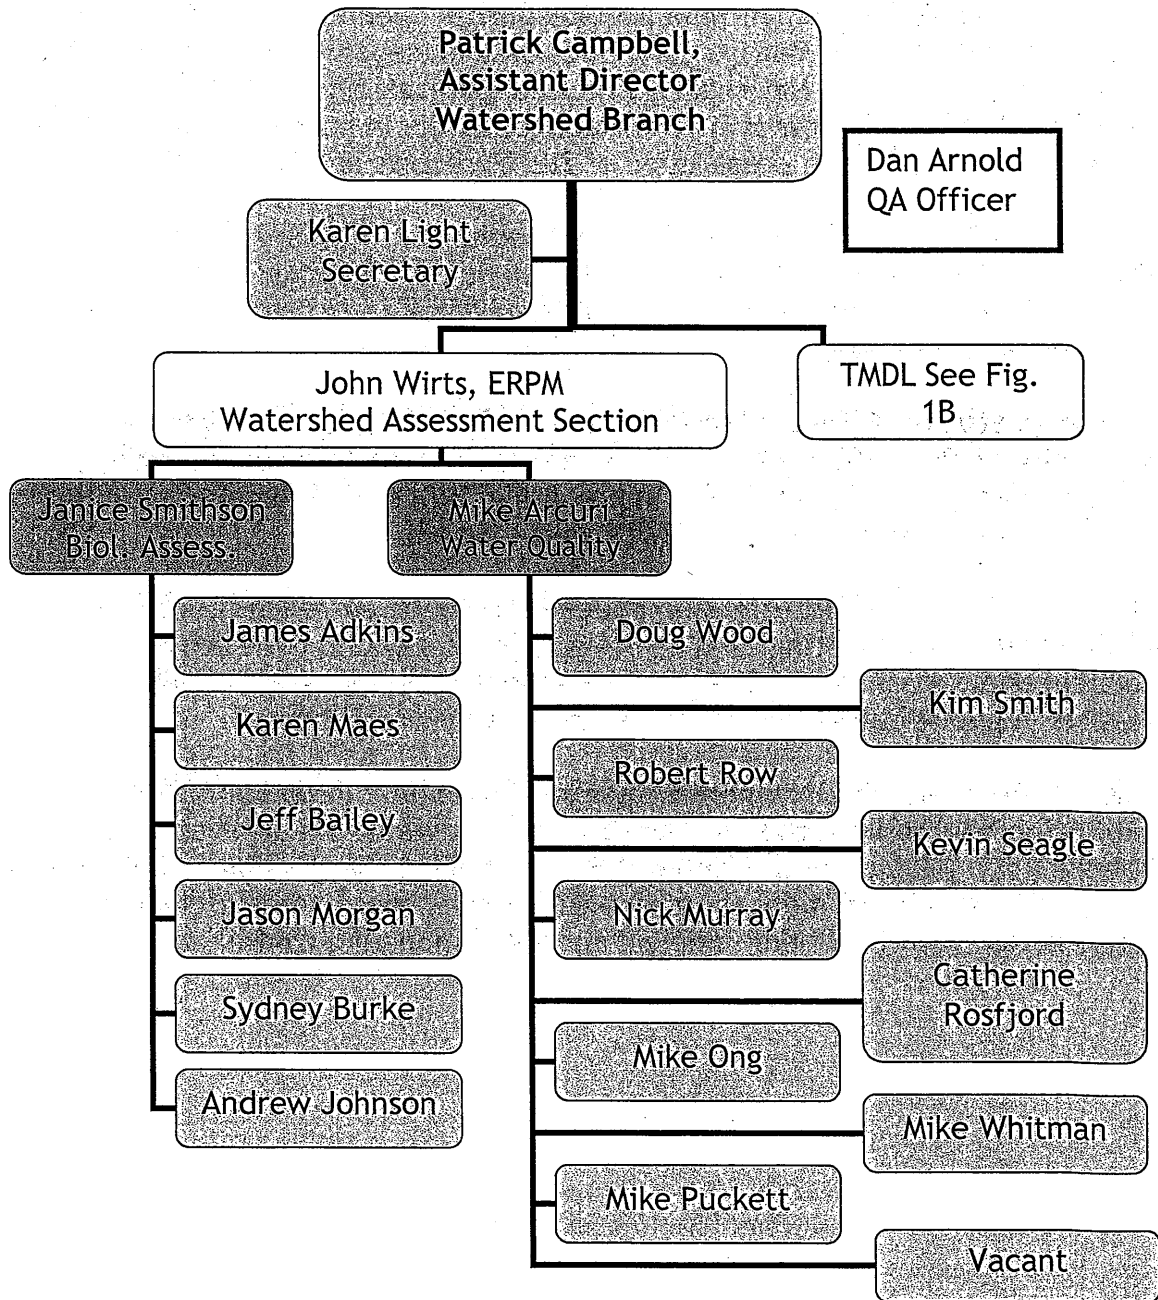 Patrick Campbell,
Assistant Director
Watershed Branch
Dan Arnold
QA Officer
Karen Light
Secretary
John Wirts, ERPM
Watershed Assessment Section
TMDL See Fig.
1B
Janice Smithson
Biol. Assess.
Mike Arcuri
Water Quality
James Adkins
Karen Maes
Jeff Bailey
Jason Morgan
Sydney Burke
Andrew Johnson
Doug Wood
Kim Smith
Robert Row
Kevin Seagle
Nick Murray
Catherine
Rosfjord
Mike Ong
Mike Whitman
Mike Puckett
Vacant